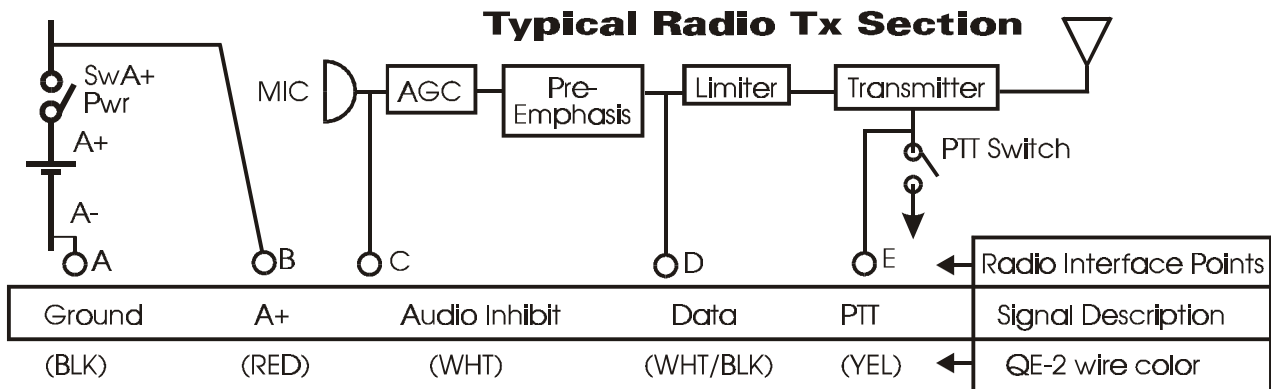 Typical Radio Tx Section
SwA+
Pwr
A+
A-
MIC
AGC
Pre-
Emphasis
Limiter
Transmitter
PTT Switch
A
B
C
D
E
Radio Interface Points
Ground
A+
Audio Inhibit
Data
PTT
Signal Description
(BLK)
(RED)
(WHT)
(WHT/BLK)
(YEL)
QE-2 wire color